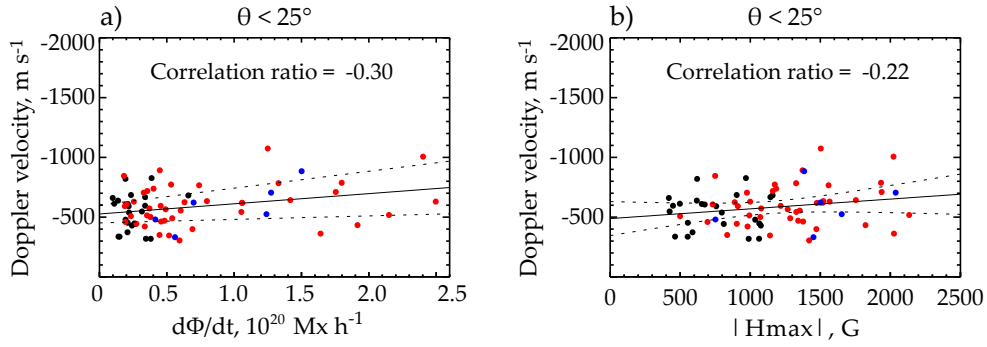 a) θ < 25°
Correlation ratio = -0.30
Doppler velocity, m s⁻¹
-2000
-1500
-1000
-500
0 0.5 1.0 1.5 2.0 2.5
dΦ/dt, 10²⁰ Mx h⁻¹
b) θ < 25°
Correlation ratio = -0.22
Doppler velocity, m s⁻¹
-2000
-1500
-1000
-500
0 500 1000 1500 2000 2500
|Hmax|, G